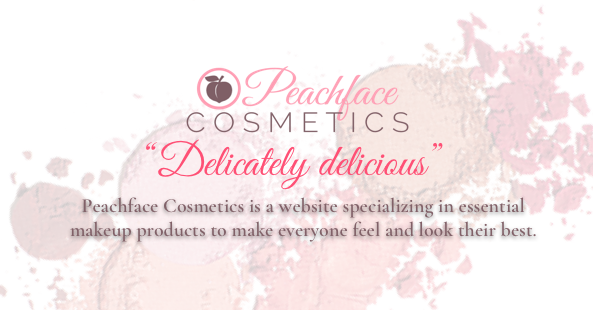 Peachface
COSMETICS
“Delicately delicious”
Peachface Cosmetics is a website specializing in essential
makeup products to make everyone feel and look their best.